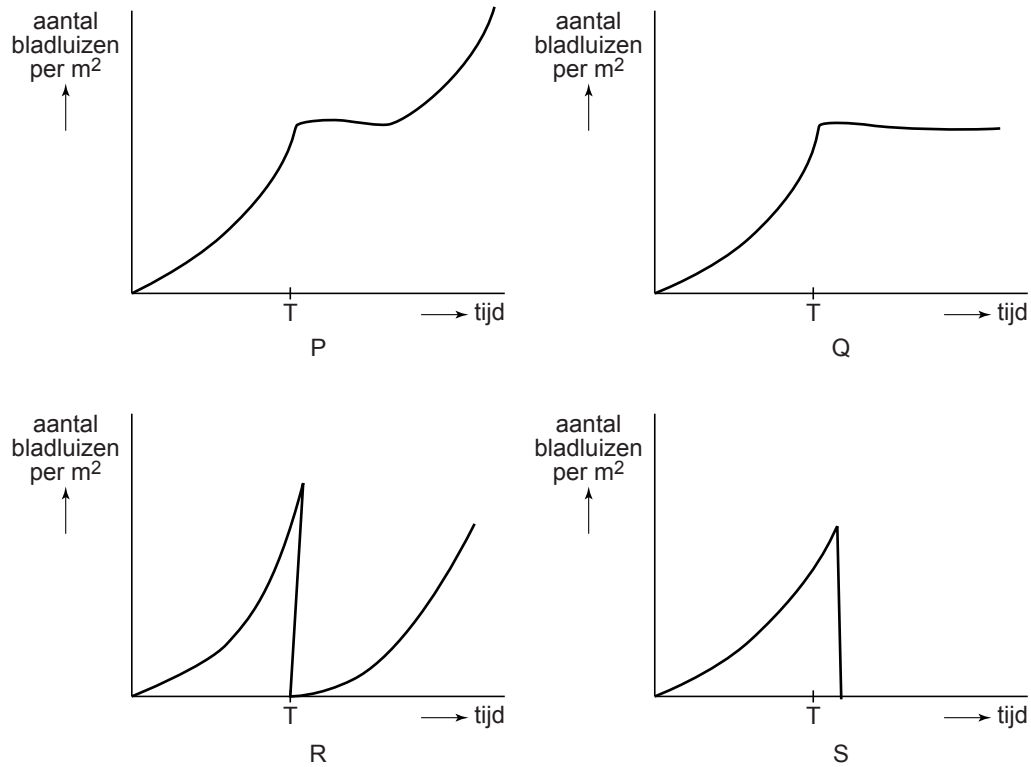 aantal
bladluizen
per m²
T
tijd
P
aantal
bladluizen
per m²
T
tijd
Q
aantal
bladluizen
per m²
T
tijd
R
aantal
bladluizen
per m²
T
tijd
S